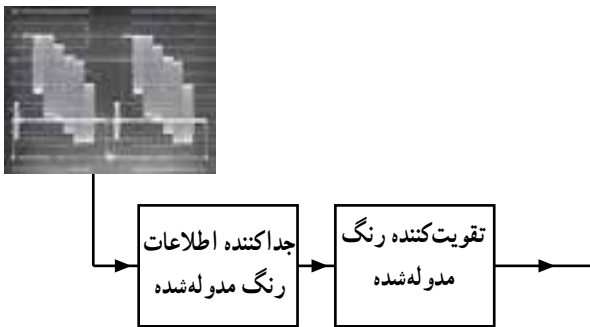 تقویت‌کننده رنگ
مدوله‌شده
جداکننده اطلاعات
رنگ مدوله‌شده